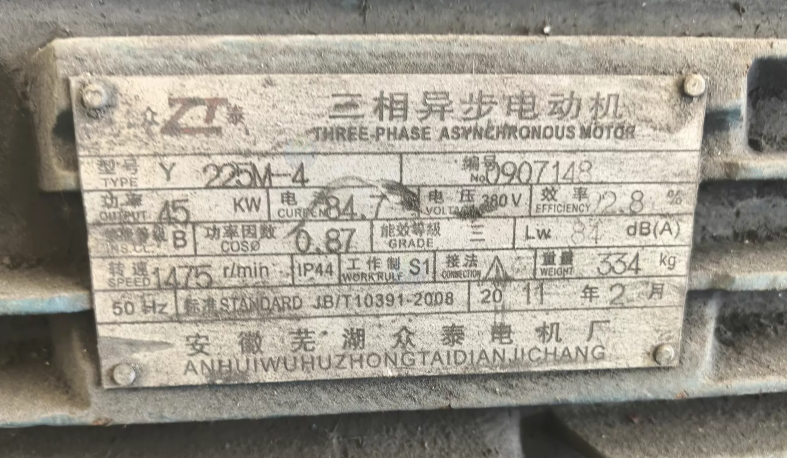 众 ZT 泰 三相异步电动机
THREE-PHASE ASYNCHRONOUS MOTOR
型号 TYPE Y 225M-4 编号 No 0907148
功率 OUTPUT 45 KW 电 CURRENT 84.7 电压 VOLTAGE 380V 效率 EFFICIENCY 2.8 %
等级 INS.CL B 功率因数 COSØ 0.87 能效等级 GRADE 三 Lw 84 dB(A)
转速 SPEED 1475 r/min IP44 工作制 WORK RULE S1 接法 CONNECTION △ 重量 WEIGHT 334 kg
50 Hz 标准 STANDARD JB/T10391-2008 2011 年 2 月
安徽芜湖众泰电机厂
ANHUIWUHUZHONGTAIDIANJICHANG